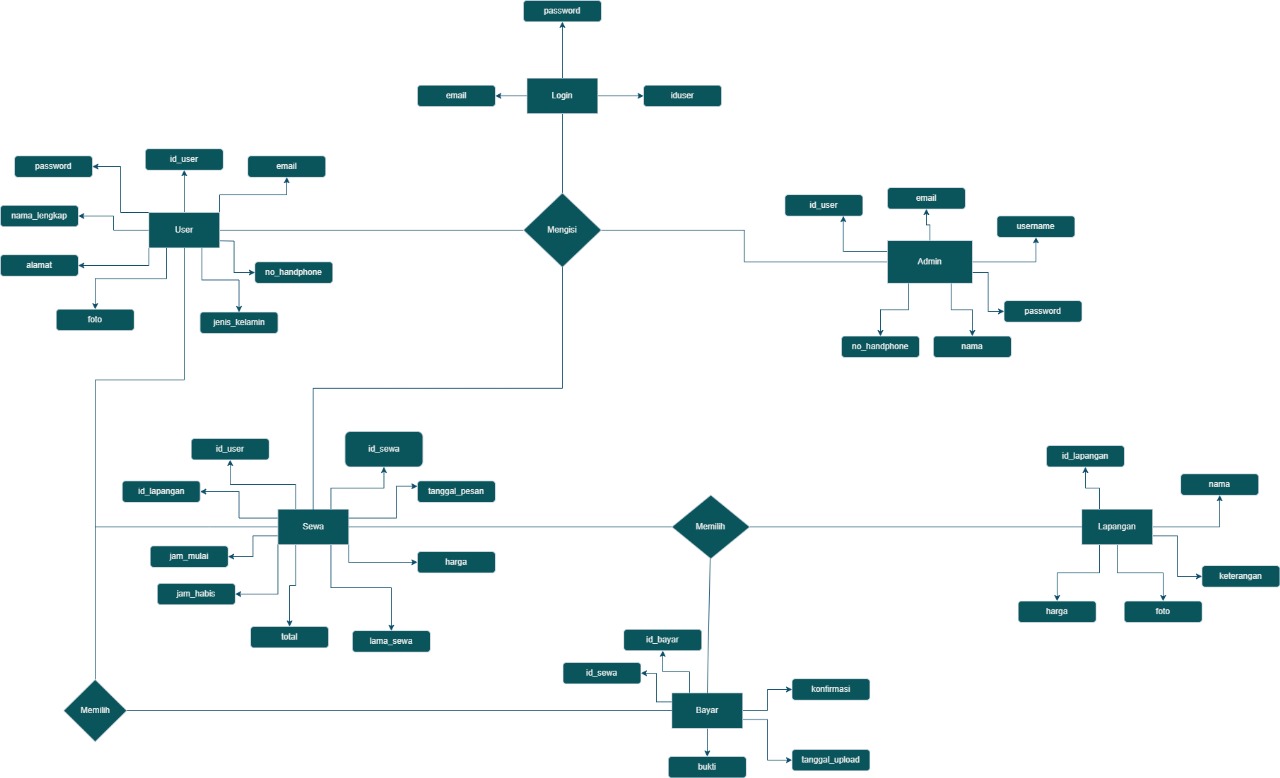 password
email
Login
iduser
password
id_user
email
nama_lengkap
User
alamat
no_handphone
foto
jenis_kelamin
Mengisi
id_user
email
username
Admin
password
no_handphone
nama
id_user
id_sewa
id_lapangan
tanggal_pesan
Sewa
jam_mulai
harga
jam_habis
total
lama_sewa
Memilih
id_lapangan
nama
Lapangan
keterangan
harga
foto
Memilih
id_bayar
id_sewa
konfirmasi
Bayar
bukti
tanggal_upload